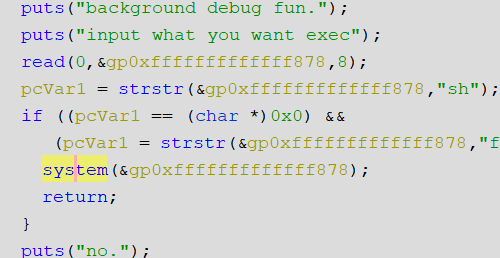 puts("background debug fun.");
puts("input what you want exec");
read(0,&gp0xfffffffffffff878,8);
pcVar1 = strstr(&gp0xfffffffffffff878,"sh");
if ((pcVar1 == (char *)0x0) &&
(pcVar1 = strstr(&gp0xfffffffffffff878,"f
system(&gp0xfffffffffffff878);
return;
}
puts("no.");